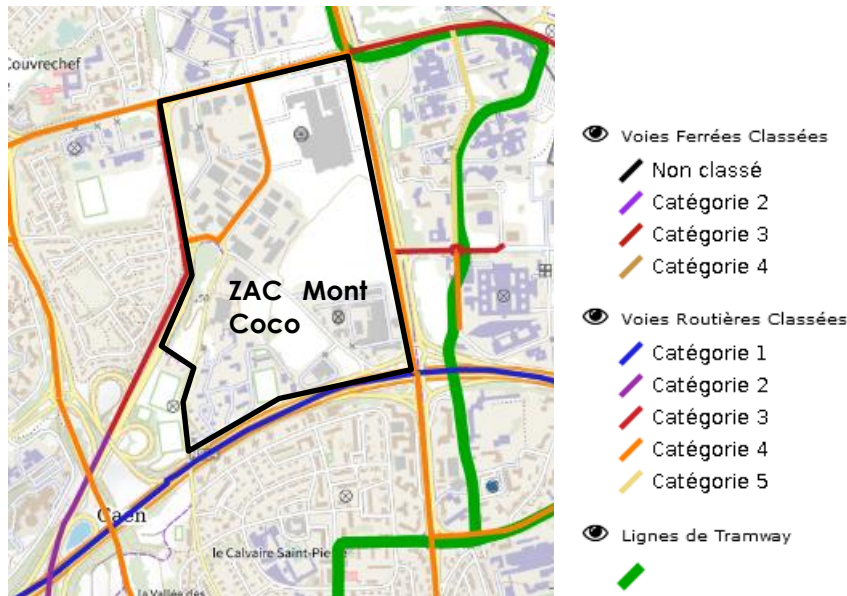 Couvrechef
ZAC Mont
Coco
Caen
le Calvaire Saint-Pie
la Vallée des
Voies Ferrées Classées
Non classé
Catégorie 2
Catégorie 3
Catégorie 4
Voies Routières Classées
Catégorie 1
Catégorie 2
Catégorie 3
Catégorie 4
Catégorie 5
Lignes de Tramway